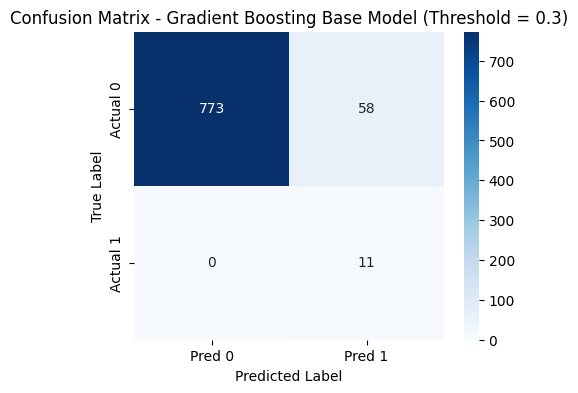 Confusion Matrix - Gradient Boosting Base Model (Threshold = 0.3)
True Label
Actual 0
Actual 1
773
58
0
11
Pred 0
Pred 1
Predicted Label
700
600
500
400
300
200
100
0